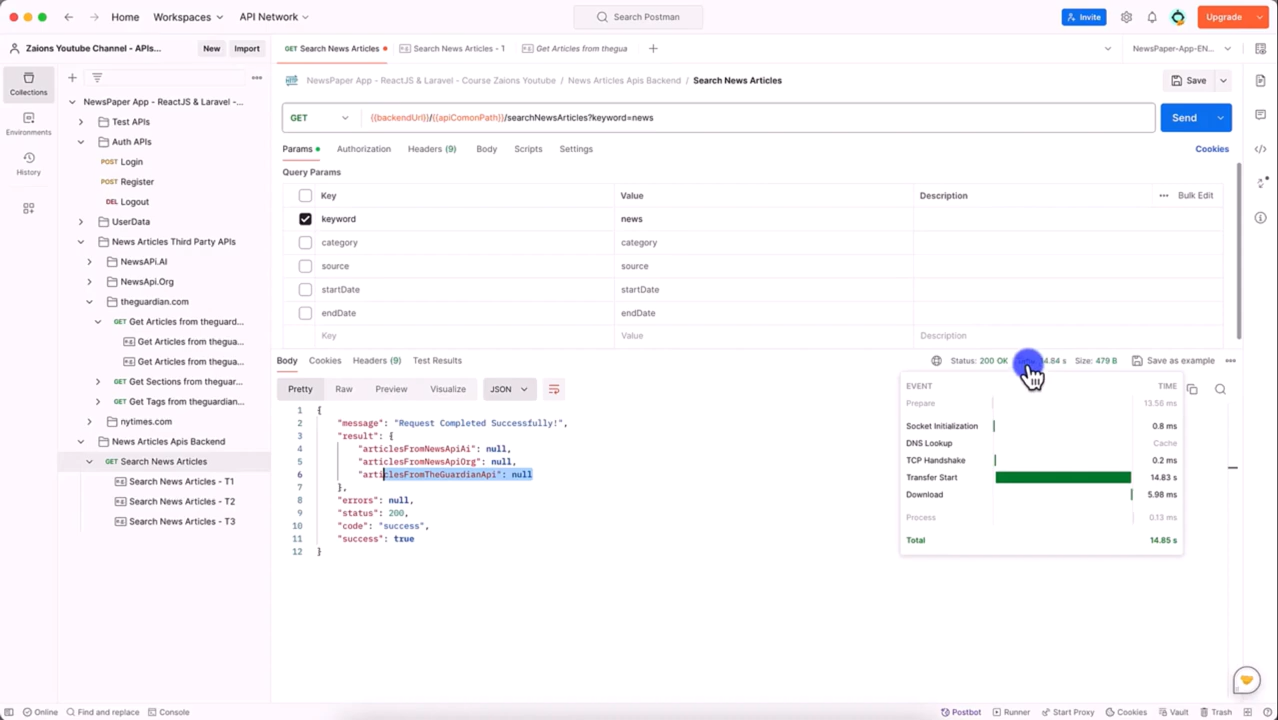 Home
Workspaces
API Network
Search Postman
Invite
Upgrade
Zaions Youtube Channel - APIs...
New
Import
GET Search News Articles
Search News Articles - T
GET Get Articles from thegua
NewsPaper-App-EN...
Collections
Environments
History
NewsPaper App - ReactJS & Laravel -...
Test APIs
Auth APIs
POST Login
POST Register
DEL Logout
UserData
News Articles Third Party APIs
NewsAPI.AI
NewsApi.Org
theguardian.com
GET Get Articles from theguard...
Get Articles from thegua...
Get Articles from thegua...
GET Get Sections from theguar...
GET Get Tags from theguardian...
nytimes.com
News Articles Apis Backend
GET Search News Articles
Search News Articles - T1
Search News Articles - T2
Search News Articles - T3
NewsPaper App - ReactJS & Laravel - Course Zaions Youtube / News Articles Apis Backend / Search News Articles
Save
GET {{backendUrl}}/{{apiComonPath}}/searchNewsArticles?keyword=news
Send
Params Authorization Headers (9) Body Scripts Settings
Cookies
Query Params
Key Value Description Bulk Edit
keyword news
category category
source source
startDate startDate
endDate endDate
Key Value Description
Body Cookies Headers (9) Test Results
Status: 200 OK 14.84 s Size: 479 B Save as example
Pretty Raw Preview Visualize JSON
1 {
2 "message": "Request Completed Successfully!",
3 "result": {
4 "articlesFromNewsApiAi": null,
5 "articlesFromNewsApiOrg": null,
6 "articlesFromTheGuardianApi": null
7 },
8 "errors": null,
9 "status": 200,
10 "code": "success",
11 "success": true
12 }
EVENT TIME
Prepare 13.56 ms
Socket Initialization 0.8 ms
DNS Lookup Cache
TCP Handshake 0.2 ms
Transfer Start 14.83 s
Download 5.98 ms
Process 0.13 ms
Total 14.85 s
Online Find and replace Console
Postbot Runner Start Proxy Cookies Vault Trash